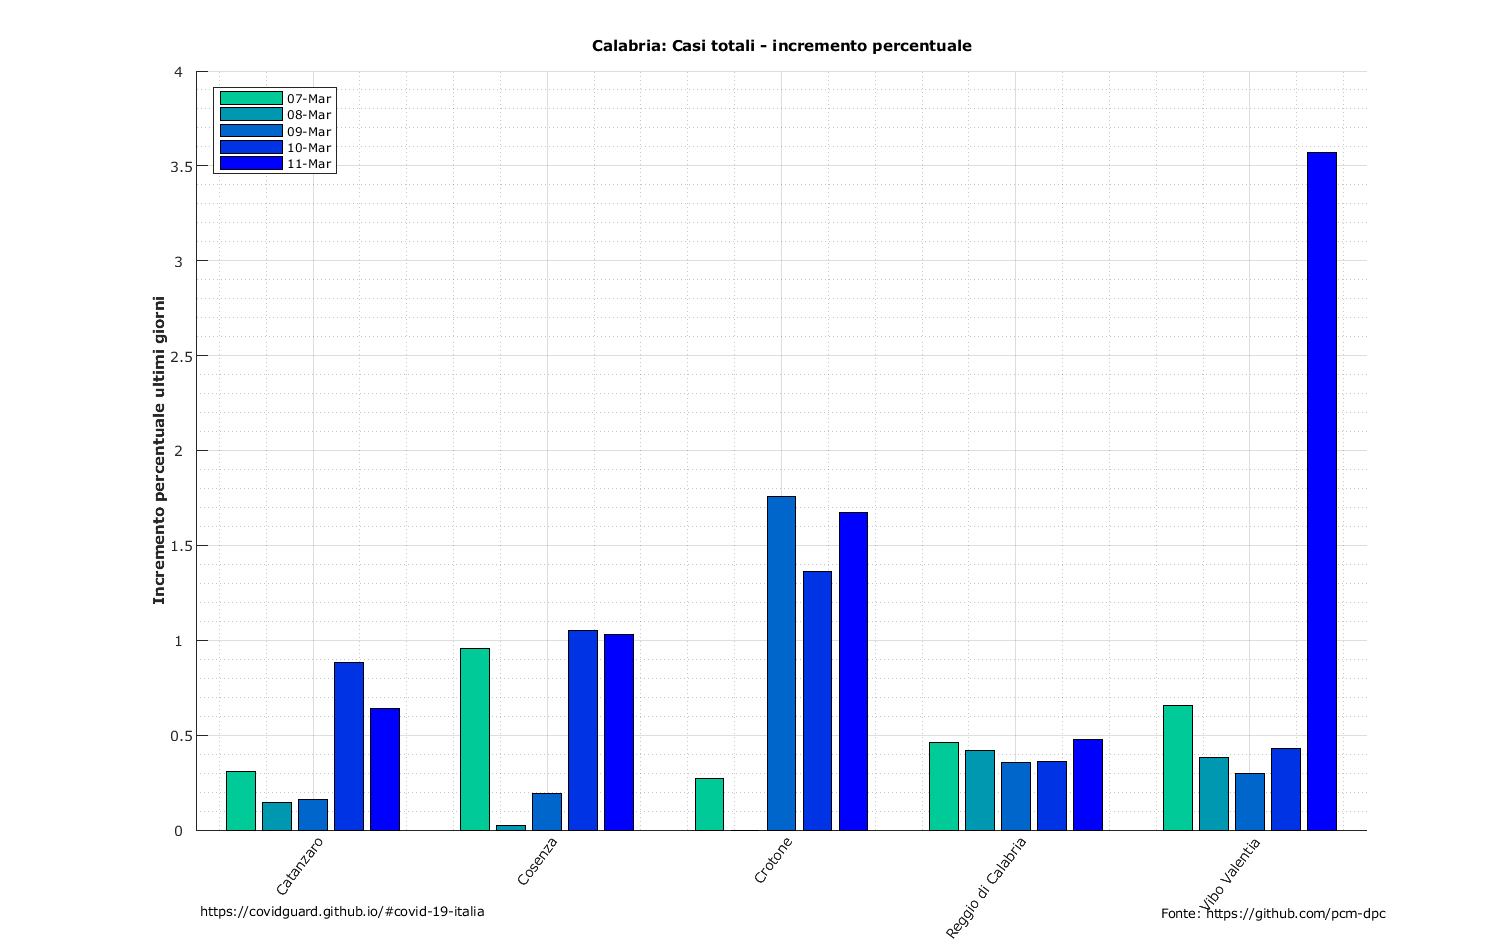 Calabria: Casi totali - incremento percentuale
Incremento percentuale ultimi giorni
4
3.5
3
2.5
2
1.5
1
0.5
0
07-Mar
08-Mar
09-Mar
10-Mar
11-Mar
Catanzaro
Cosenza
Crotone
Reggio di Calabria
Vibo Valentia
https://covidguard.github.io/#covid-19-italia
Fonte: https://github.com/pcm-dpc